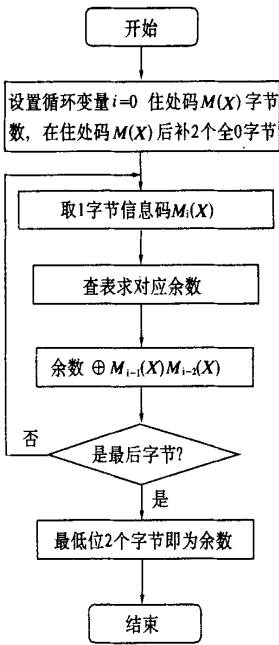 开始
设置循环变量i=0 住处码M(X)字节
数，在住处码M(X)后补2个全0字节
取1字节信息码Mi(X)
查表求对应余数
余数 ⊕ Mi-1(X)Mi-2(X)
是最后字节?
否
是
最低位2个字节即为余数
结束